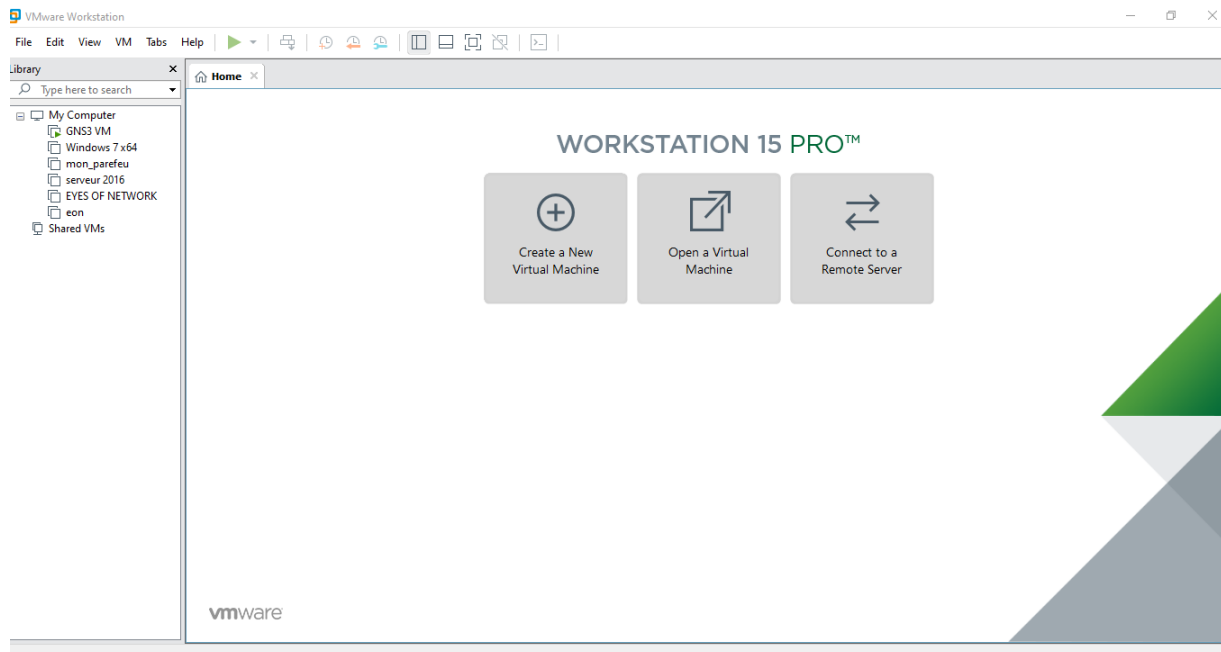 VMware Workstation
File Edit View VM Tabs Help
Library
Type here to search
Home
My Computer
GNS3 VM
Windows 7 x64
mon_parefeu
serveur 2016
EYES OF NETWORK
eon
Shared VMs
WORKSTATION 15 PRO™
Create a New
Virtual Machine
Open a Virtual
Machine
Connect to a
Remote Server
vmware